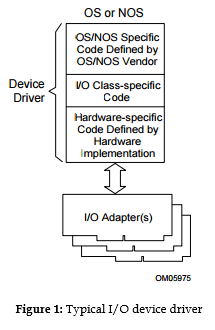 OS or NOS
OS/NOS Specific
Code Defined by
OS/NOS Vendor
Device
Driver
I/O Class-specific
Code
Hardware-specific
Code Defined by
Hardware
Implementation
I/O Adapter(s)
OM05975
Figure 1: Typical I/O device driver